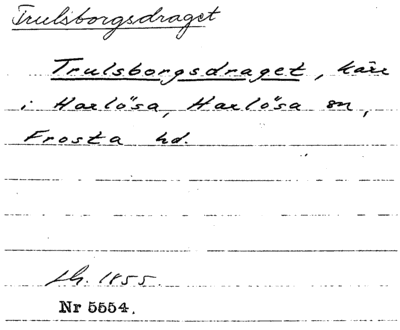 Trulsborgsdraget
Trulsborgsdraget, kärr
i Harlösa, Harlösa sn,
Frosta hd.
1855.
Nr 5554.